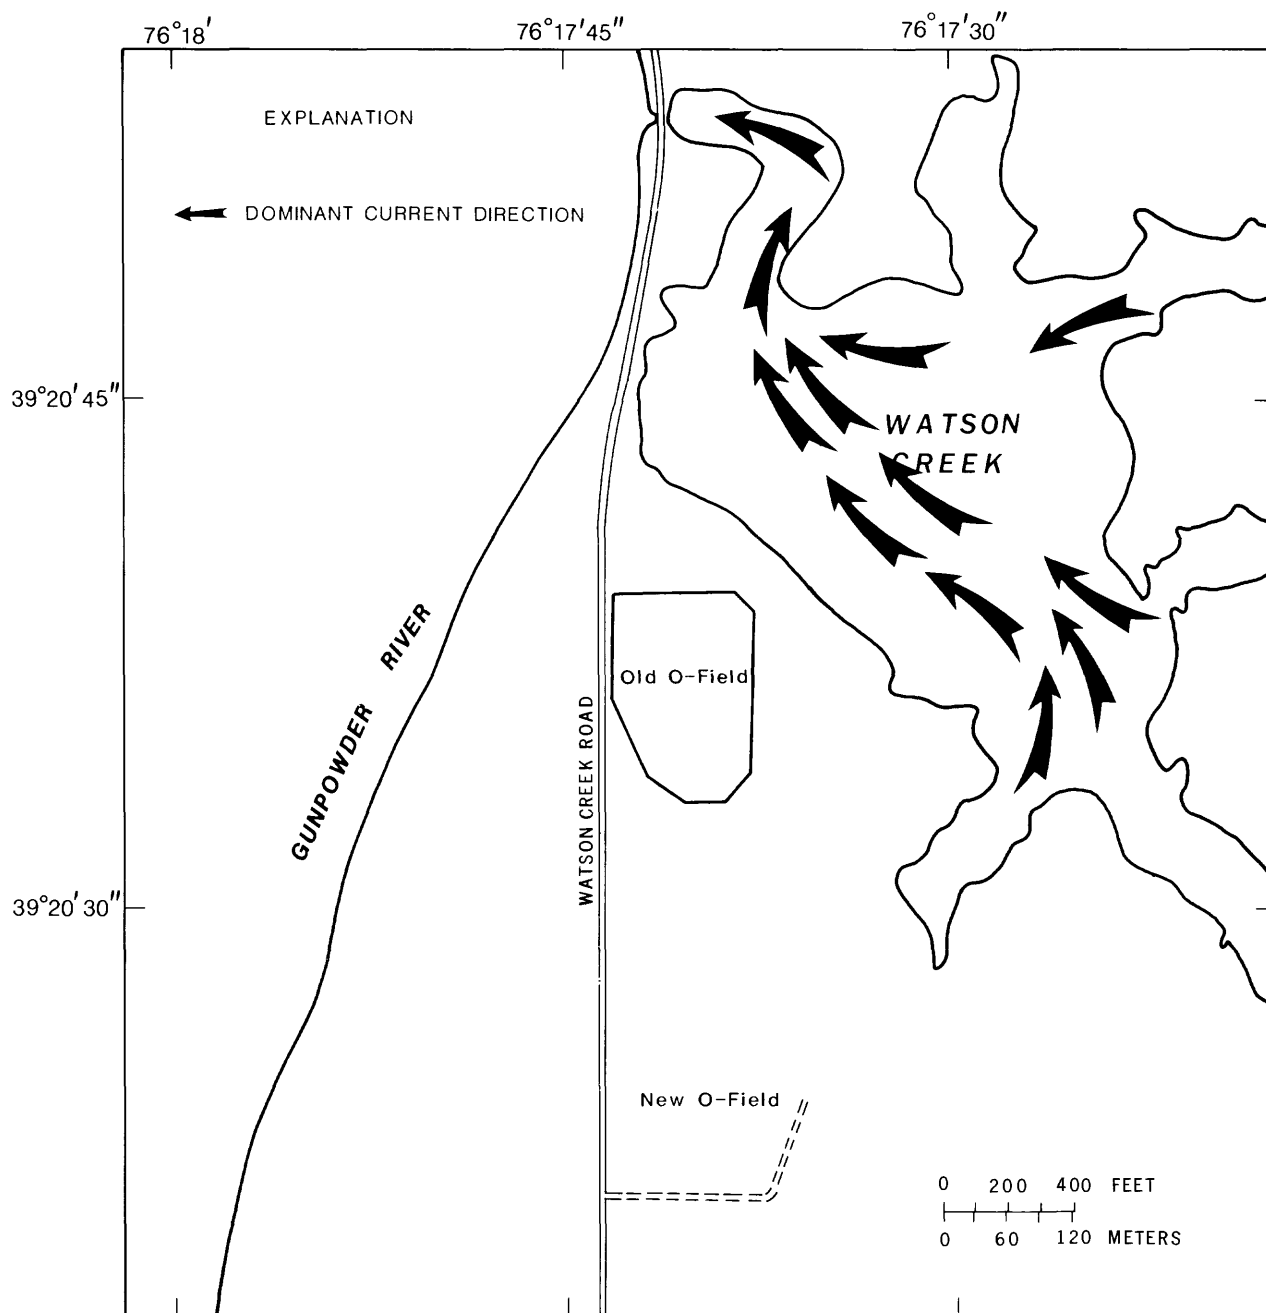 76°18'
76°17'45"
76°17'30"
EXPLANATION
DOMINANT CURRENT DIRECTION
39°20'45"
WATSON
CREEK
GUNPOWDER RIVER
Old O-Field
WATSON CREEK ROAD
39°20'30"
New O-Field
0 200 400 FEET
0 60 120 METERS